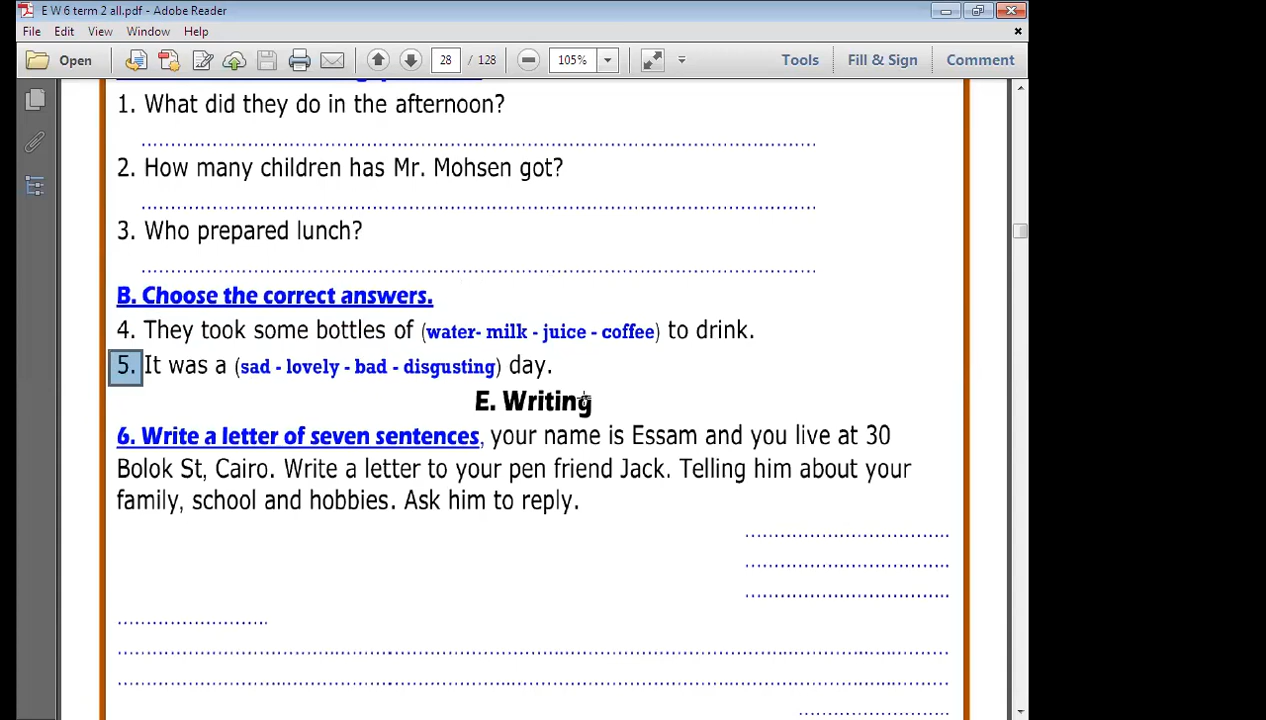 E W 6 term 2 all.pdf - Adobe Reader
File Edit View Window Help
Open 28 / 128 105% Tools Fill & Sign Comment
1. What did they do in the afternoon?
2. How many children has Mr. Mohsen got?
3. Who prepared lunch?
B. Choose the correct answers.
4. They took some bottles of (water- milk - juice - coffee) to drink.
5. It was a (sad - lovely - bad - disgusting) day.
E. Writing
6. Write a letter of seven sentences, your name is Essam and you live at 30
Bolok St, Cairo. Write a letter to your pen friend Jack. Telling him about your
family, school and hobbies. Ask him to reply.